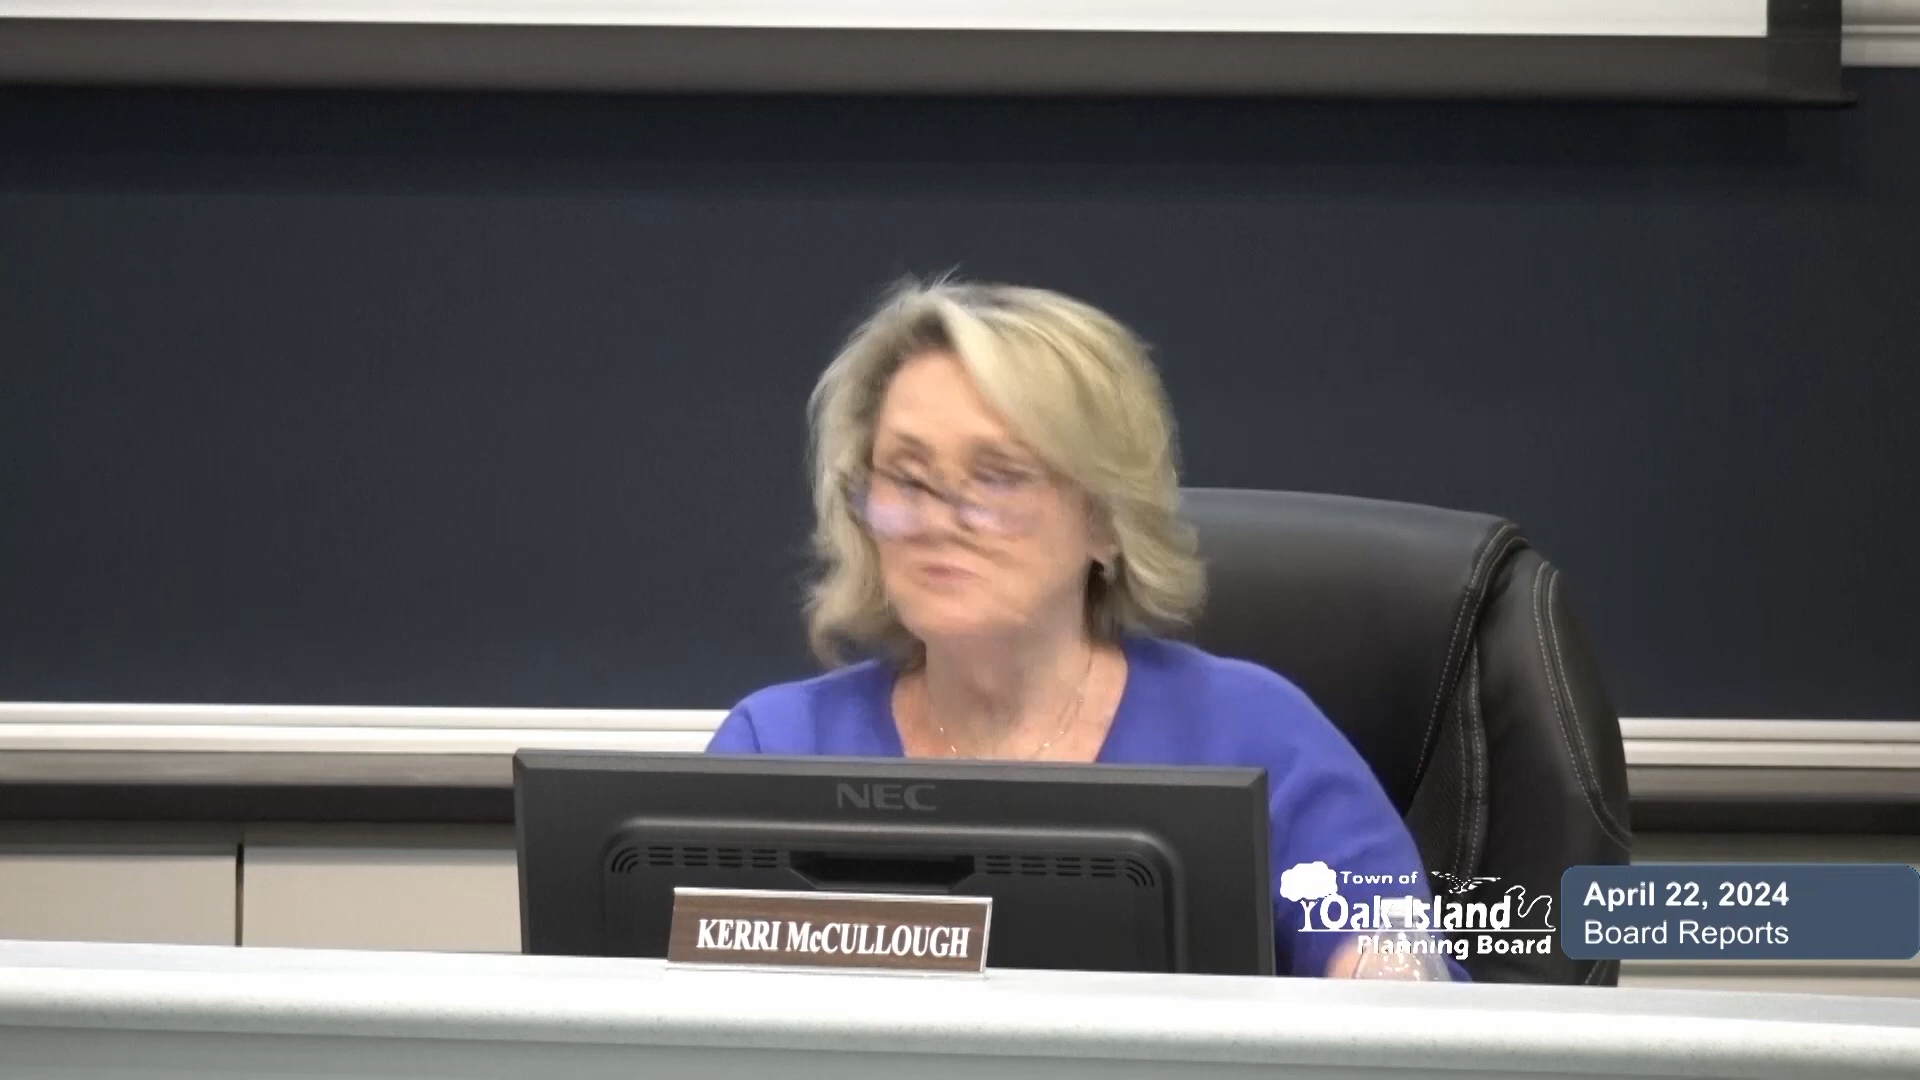 NEC
KERRI McCULLOUGH
Town of
Oak Island
Planning Board
April 22, 2024
Board Reports